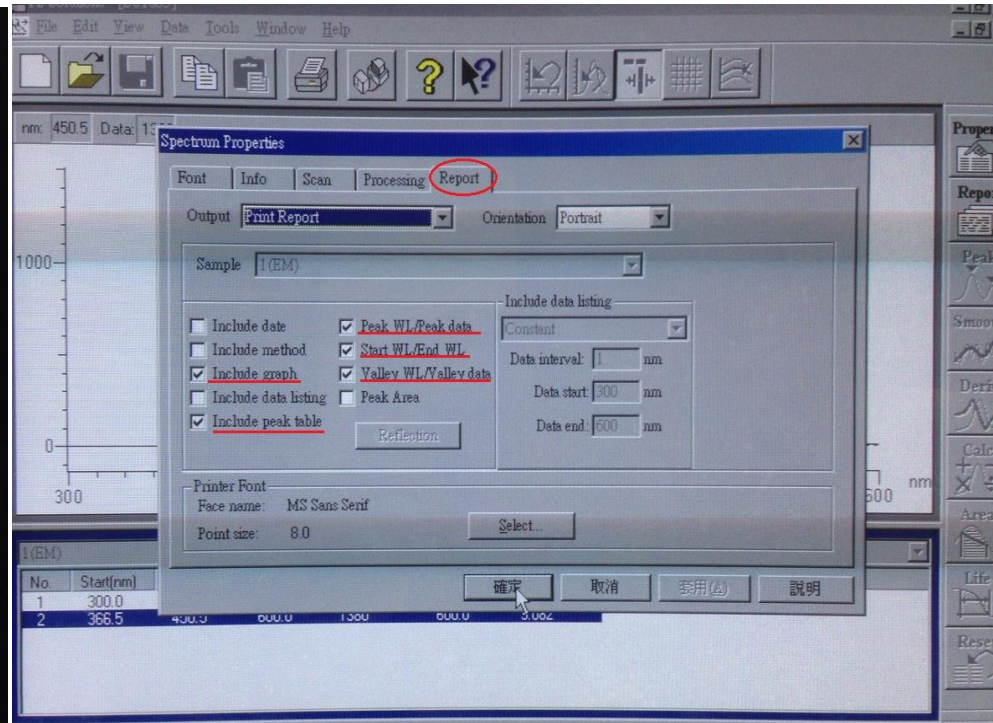 File Edit View Data Tools Window Help
nm: 450.5 Data:
Spectrum Properties
Font Info Scan Processing Report
Output Print Report Orientation Portrait
Sample 1(EM)
Include date
Include method
Include graph
Include data listing
Include peak table
Peak WL/Peak data
Start WL/End WL
Valley WL/Valley data
Peak Area
Reflection
Include data listing
Constant
Data interval: 1 nm
Data start: 300 nm
Data end: 600 nm
Printer Font
Face name: MS Sans Serif
Point size: 8.0
Select...
確定 取消 套用(A) 說明
1000
0
300
600 nm
1(EM)
No. Start(nm)
1 300.0
2 366.5 450.5 600.0 1380 600.0 3.082
Proper
Repor
Peak
Smoo
Deri
Calc
Area
Life
Rese